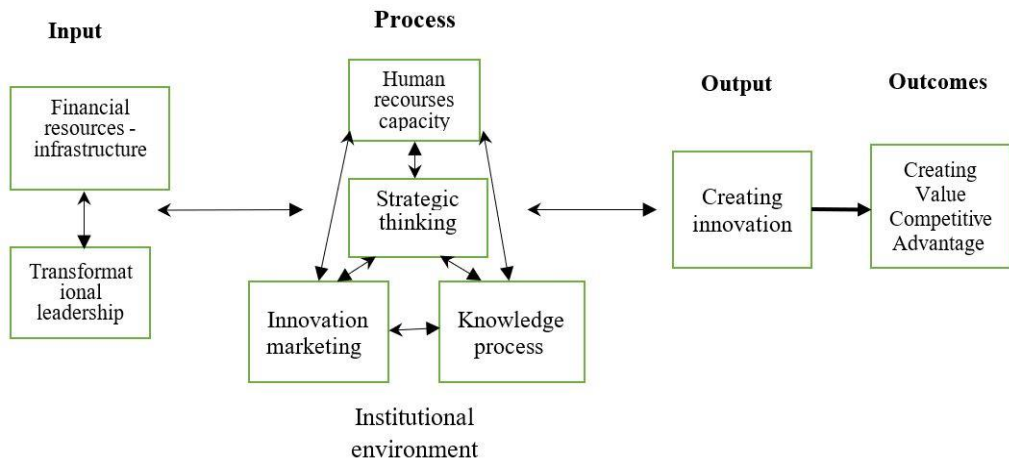 Input
Financial
resources -
infrastructure
Transformat
ional
leadership
Process
Human
recourses
capacity
Strategic
thinking
Innovation
marketing
Knowledge
process
Institutional
environment
Output
Creating
innovation
Outcomes
Creating
Value
Competitive
Advantage